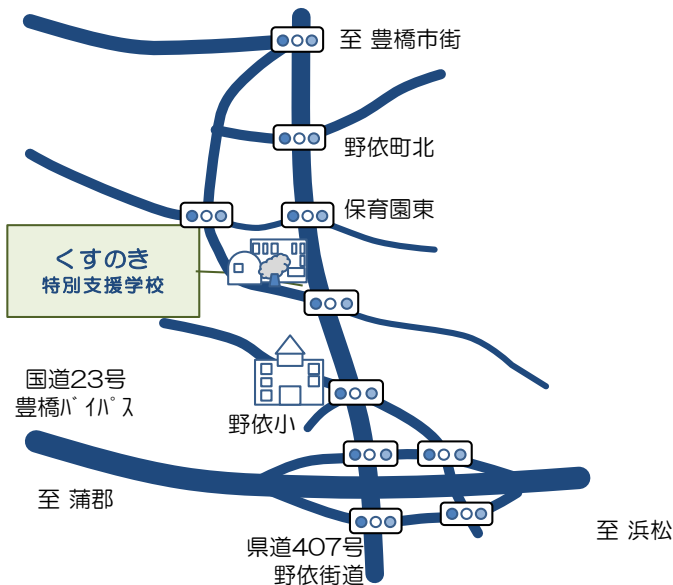 至 豊橋市街
野依町北
保育園東
くすのき
特別支援学校
国道23号
豊橋ﾊﾞｲﾊﾟｽ
野依小
至 蒲郡
至 浜松
県道407号
野依街道